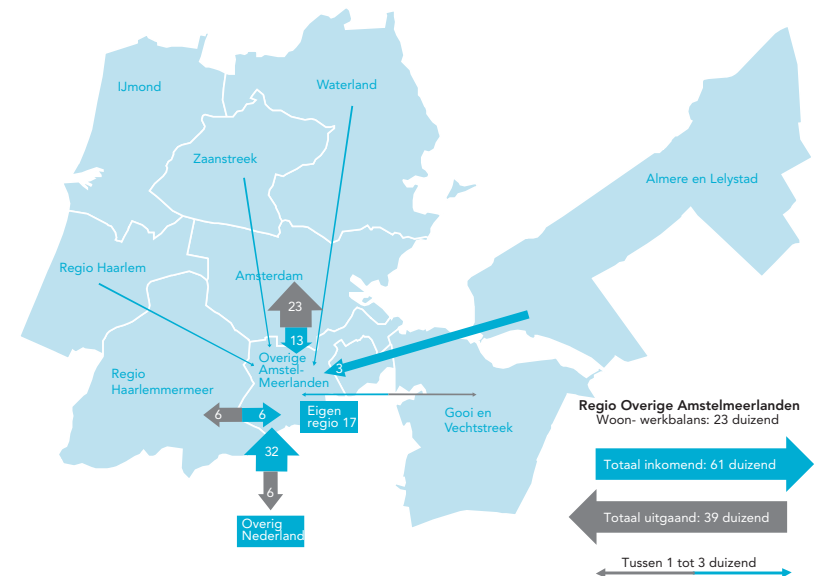 IJmond
Waterland
Zaanstreek
Almere en Lelystad
Regio Haarlem
Amsterdam
23
13
Overige
Amstel-
Meerlanden
3
Regio
Haarlemmermeer
6
6
Eigen
regio 17
Gooi en
Vechtstreek
32
6
Overig
Nederland
Regio Overige Amstelmeerlanden
Woon- werkbalans: 23 duizend
Totaal inkomend: 61 duizend
Totaal uitgaand: 39 duizend
Tussen 1 tot 3 duizend